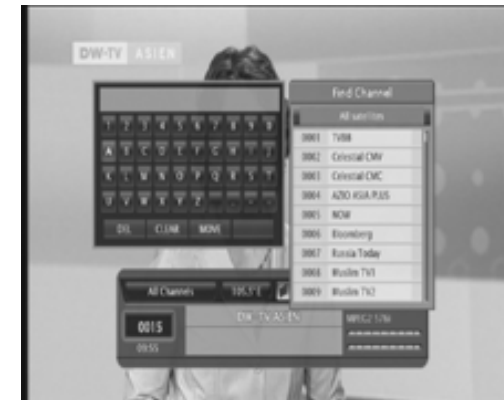 DW-TV ASIEN
Find Channel
All satellites
1 2 3 4 5 6 7 8 9 0
A B C D E F G H I J
K L M N O P Q R S T
U V W X Y Z
DEL CLEAR MOVE
0001 TVBB
0002 Celestial CMV
0003 Celestial CMC
0004 AZIO ASIA PLUS
0005 NOW
0006 Bloomberg
0007 Russia Today
0008 Muslim TV1
0009 Muslim TV2
All Channels 105.5°E
0015 DW-TV ASIEN
09:55